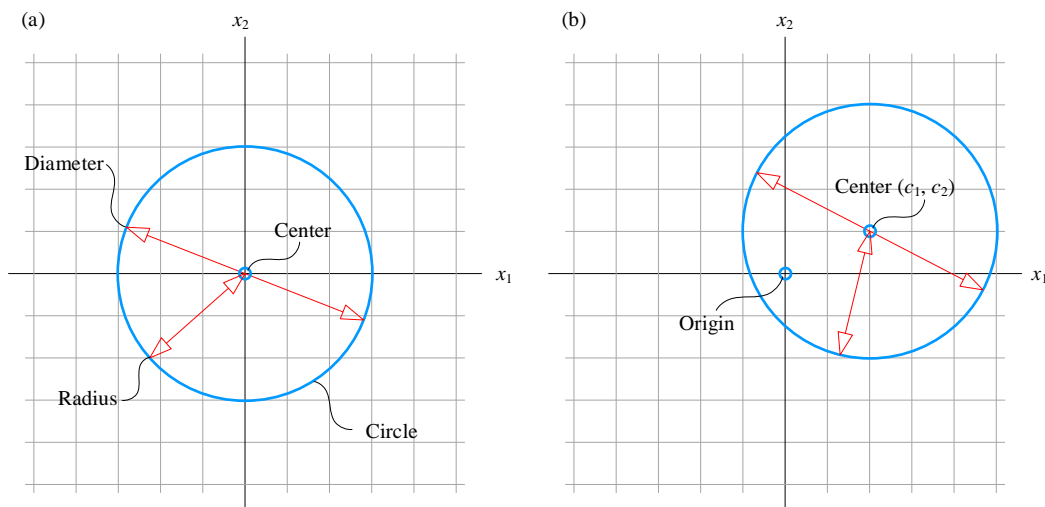 (a)
x₂
Diameter
Center
x₁
Radius
Circle
(b)
x₂
Center (c₁, c₂)
x₁
Origin